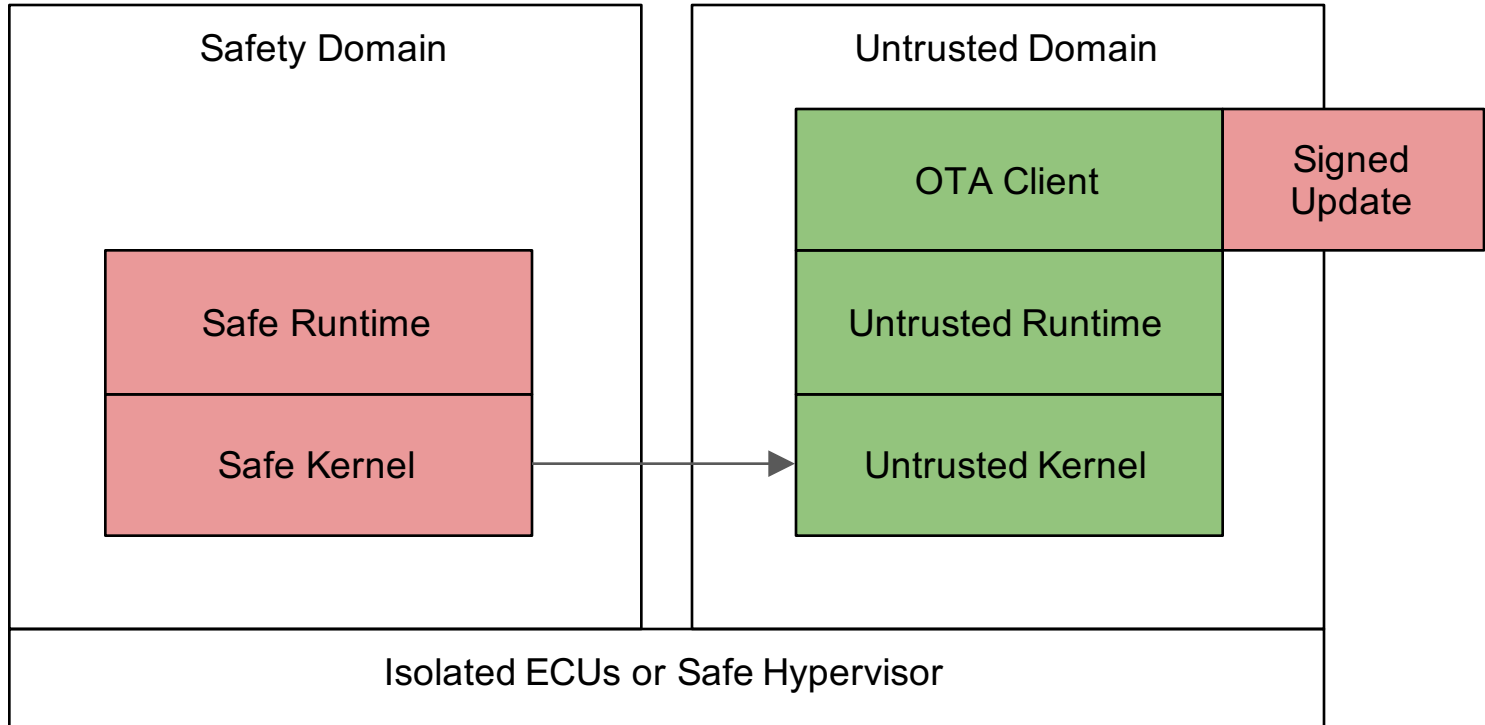 Safety Domain
Untrusted Domain
OTA Client
Signed
Update
Safe Runtime
Untrusted Runtime
Safe Kernel
Untrusted Kernel
Isolated ECUs or Safe Hypervisor